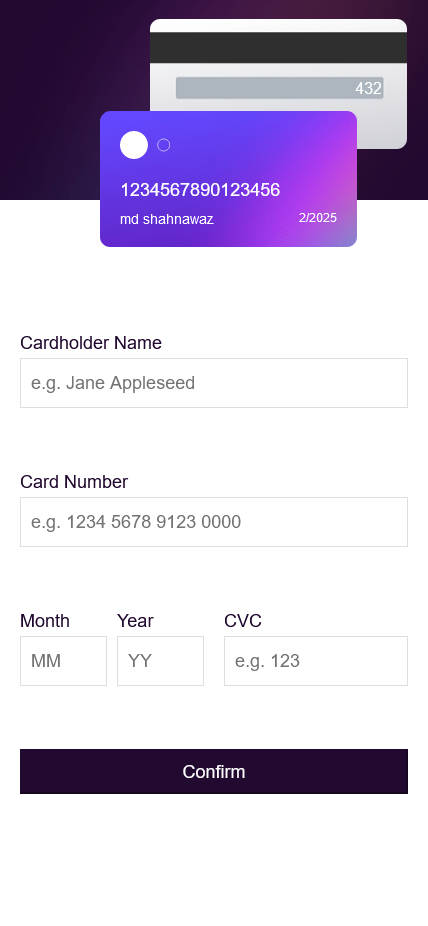 432
1234567890123456
md shahnawaz 2/2025
Cardholder Name
e.g. Jane Appleseed
Card Number
e.g. 1234 5678 9123 0000
Month Year CVC
MM YY e.g. 123
Confirm